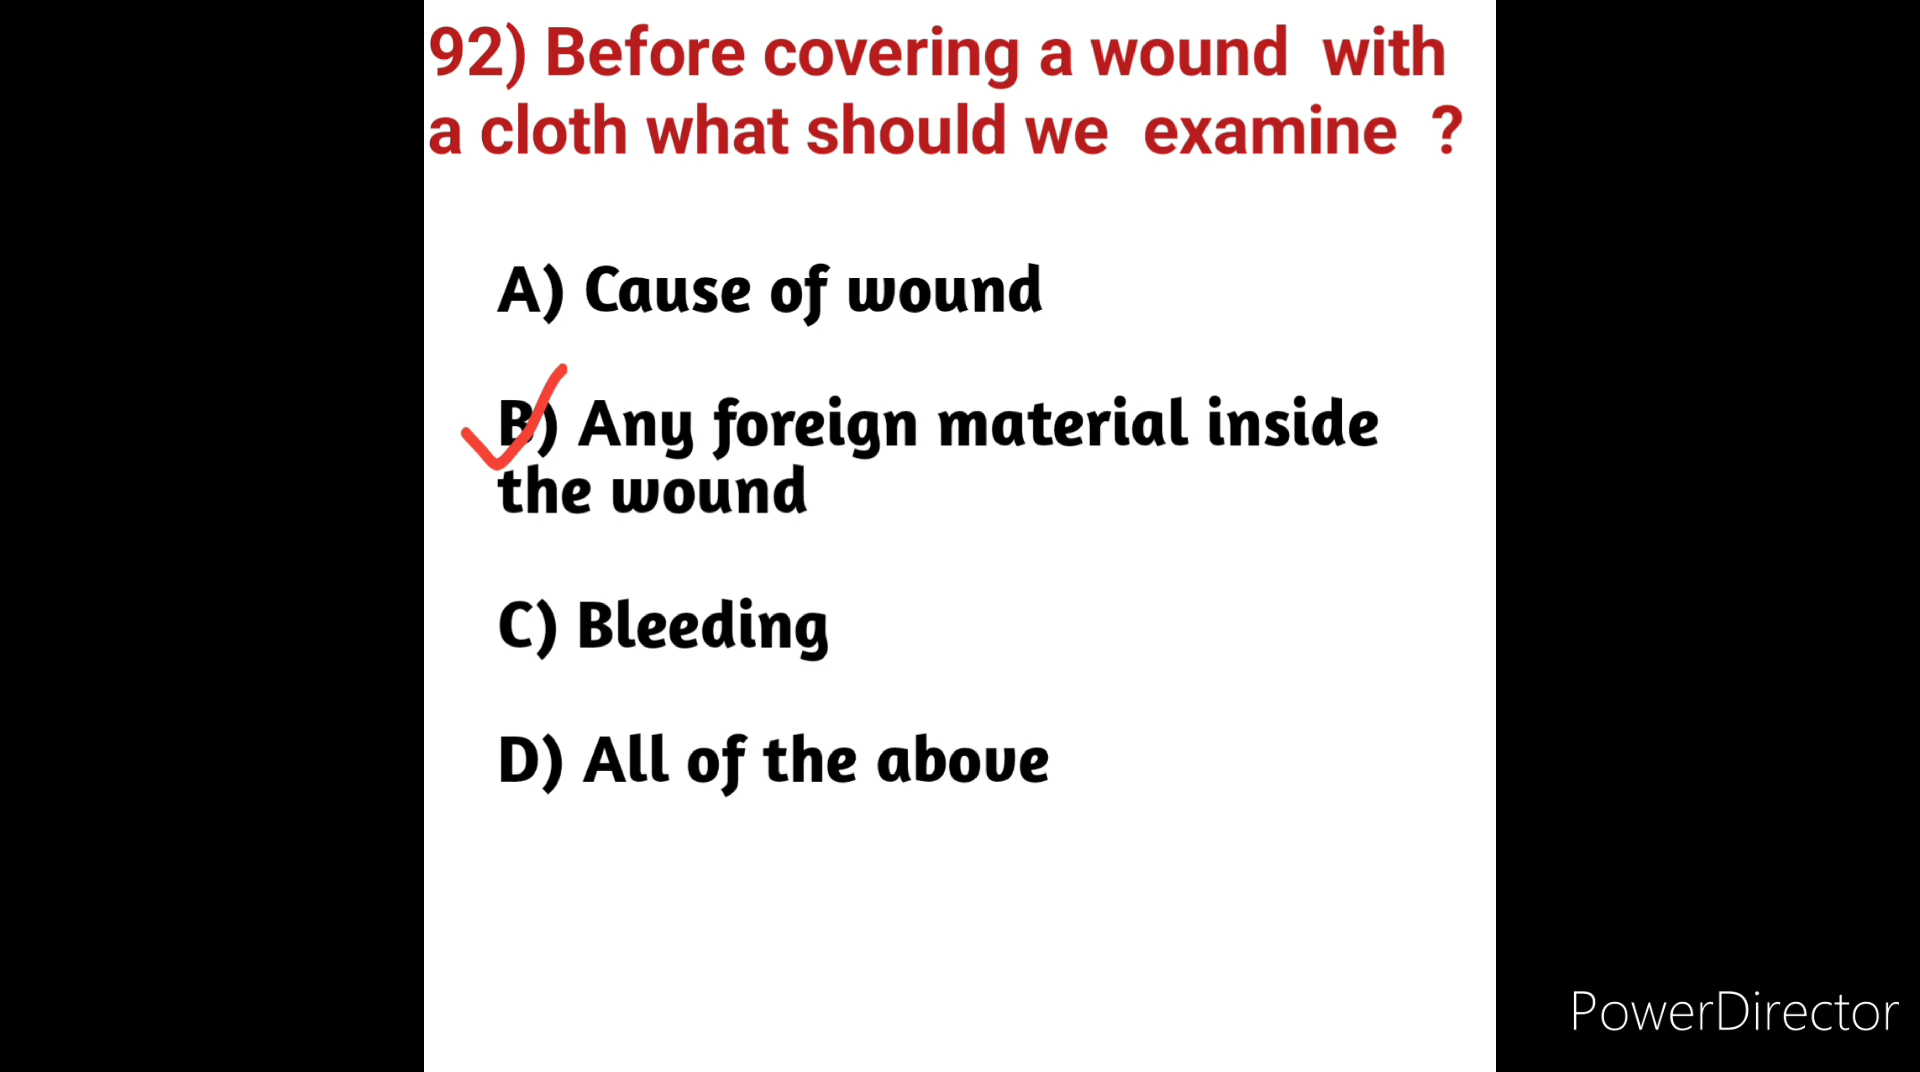 92) Before covering a wound with
a cloth what should we examine ?
A) Cause of wound
B) Any foreign material inside
the wound
C) Bleeding
D) All of the above
PowerDirector